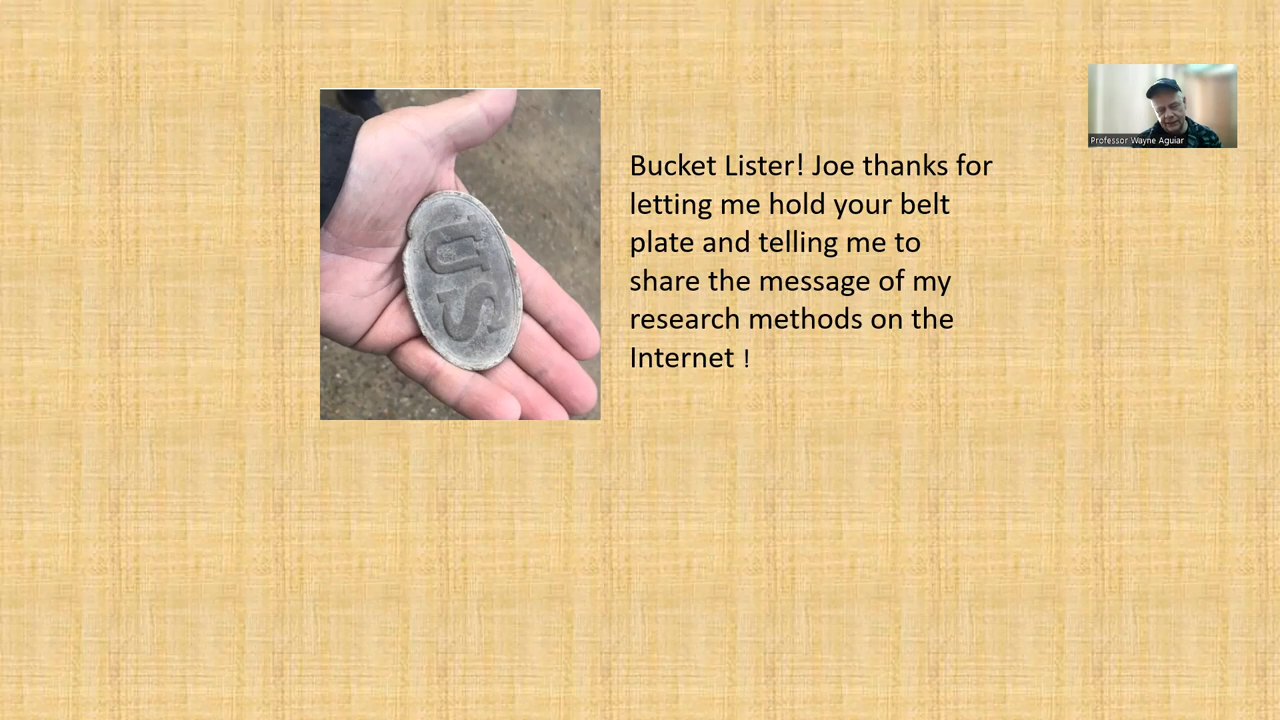 Bucket Lister! Joe thanks for
letting me hold your belt
plate and telling me to
share the message of my
research methods on the
Internet !
US
Professor Wayne Aguiar